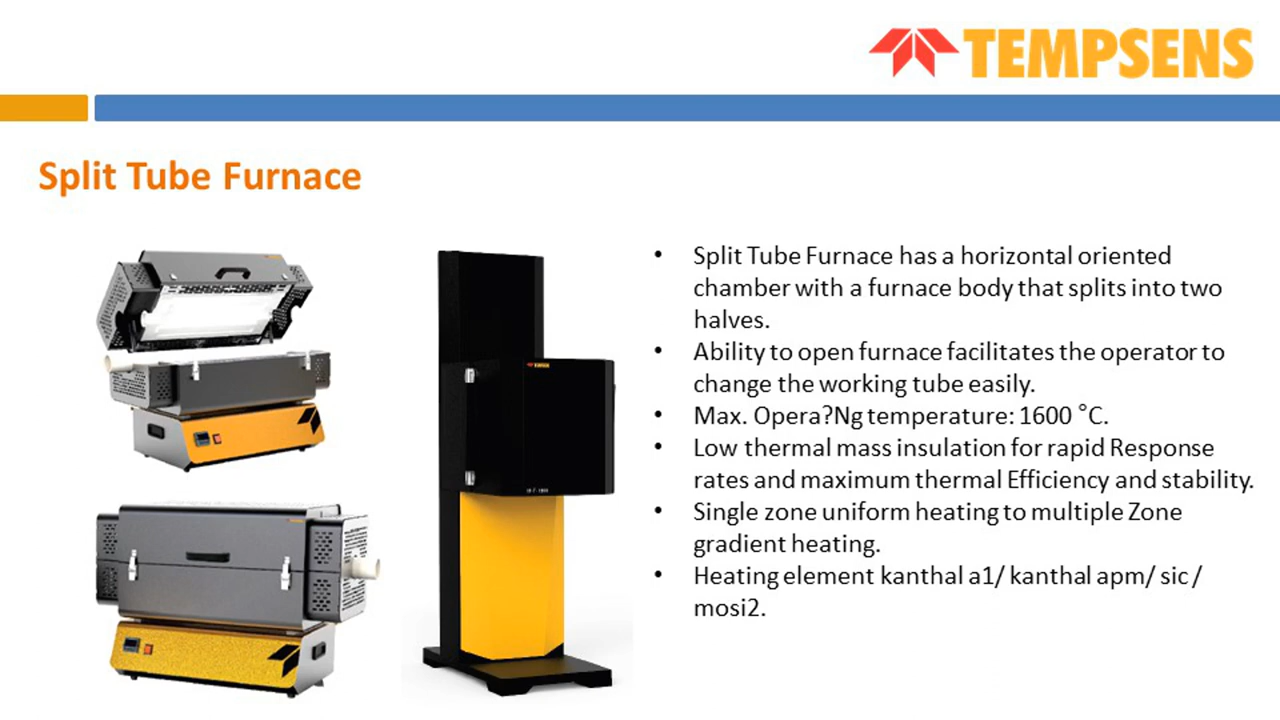 TEMPSENS
Split Tube Furnace
• Split Tube Furnace has a horizontal oriented
chamber with a furnace body that splits into two
halves.
• Ability to open furnace facilitates the operator to
change the working tube easily.
• Max. Opera?Ng temperature: 1600 °C.
• Low thermal mass insulation for rapid Response
rates and maximum thermal Efficiency and stability.
• Single zone uniform heating to multiple Zone
gradient heating.
• Heating element kanthal a1/ kanthal apm/ sic /
mosi2.
TEMPSENS